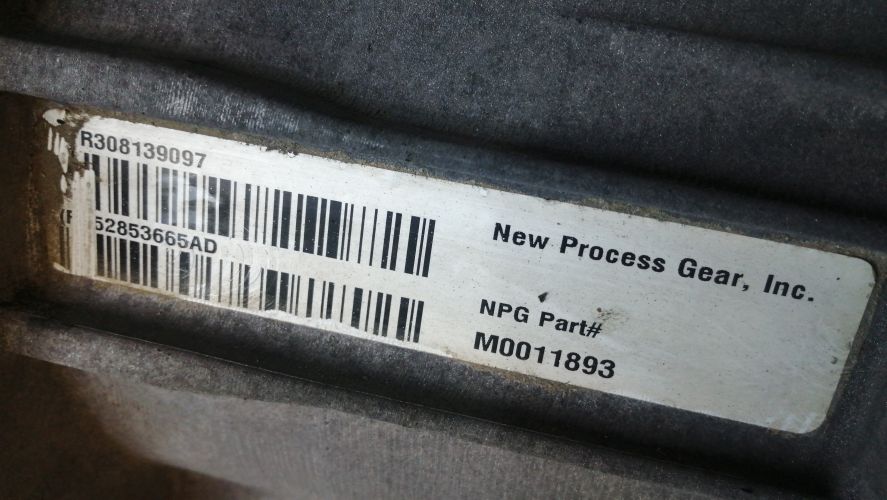 R308139097
52853665AD
New Process Gear, Inc.
NPG Part#
M0011893